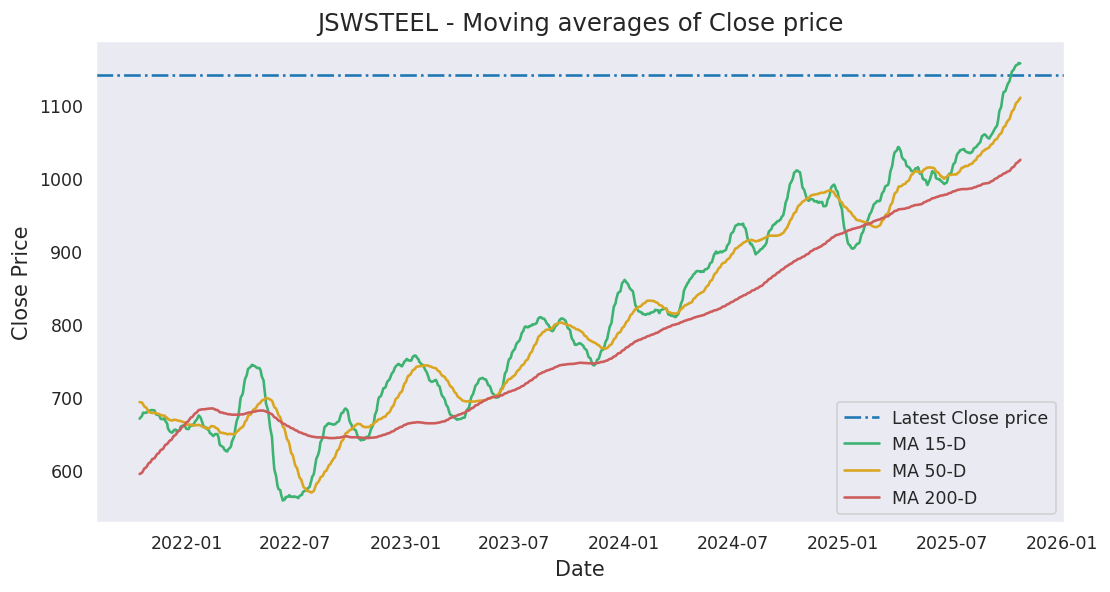 JSWSTEEL - Moving averages of Close price
Close Price
1100
1000
900
800
700
600
2022-01 2022-07 2023-01 2023-07 2024-01 2024-07 2025-01 2025-07 2026-01
Date
Latest Close price
MA 15-D
MA 50-D
MA 200-D